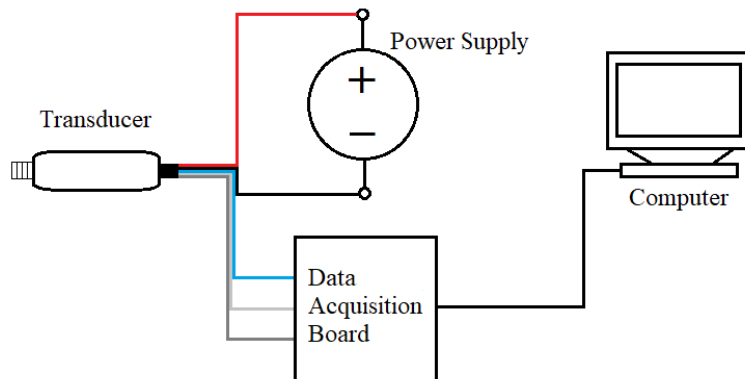 Power Supply
+
−
Transducer
Computer
Data
Acquisition
Board